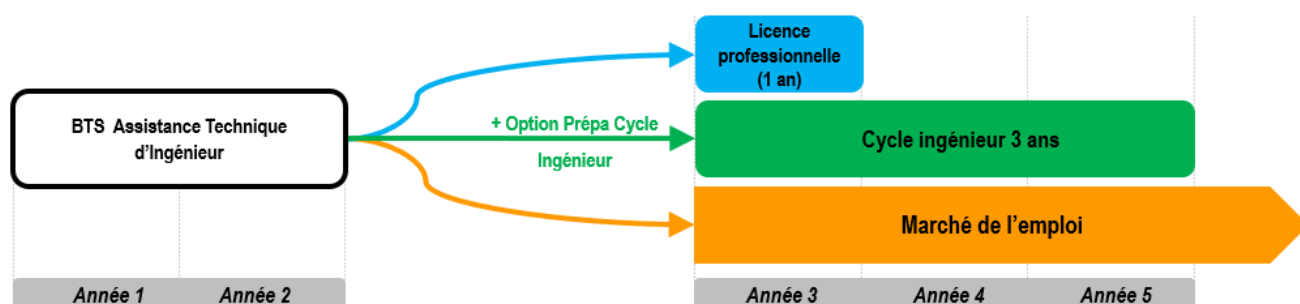 Licence
professionnelle
(1 an)
BTS Assistance Technique
d'Ingénieur
+ Option Prépa Cycle
Ingénieur
Cycle ingénieur 3 ans
Marché de l'emploi
Année 1
Année 2
Année 3
Année 4
Année 5